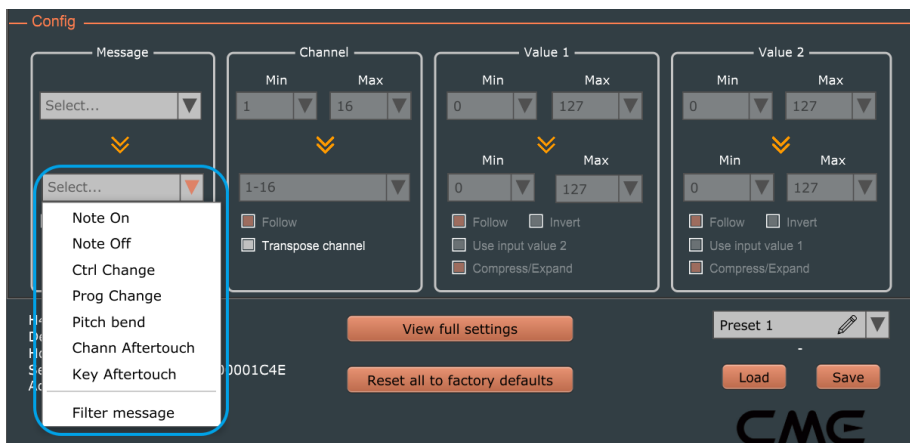 Config
Message
Channel
Value 1
Value 2
Min Max
Min Max
Min Max
Select...
1
16
0
127
0
127
Min Max
Min Max
Select...
1-16
0
127
0
127
Note On
Note Off
Ctrl Change
Prog Change
Pitch bend
Chann Aftertouch
Key Aftertouch
Filter message
Follow
Transpose channel
Follow Invert
Use input value 2
Compress/Expand
Follow Invert
Use input value 1
Compress/Expand
00001C4E
View full settings
Reset all to factory defaults
Preset 1
-
Load
Save
CME